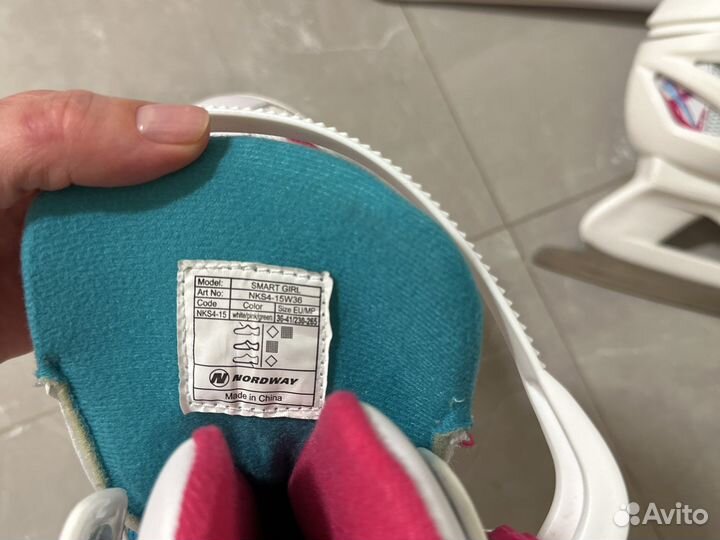 Model: SMART GIRL
Art No: NKS4-15W36
Code Color Size EU/MP
NKS4-15 white/pink/green 36-41/230-265
NORDWAY
Made in China
Avito